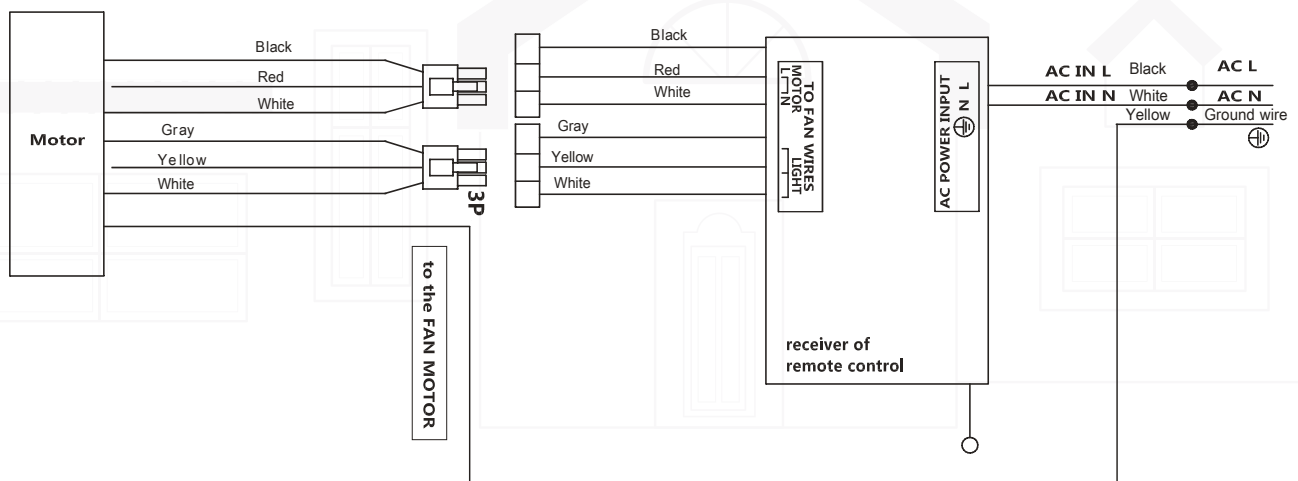 Motor
Black
Red
White
Gray
Yellow
White
3P
to the FAN MOTOR
Black
Red
White
Gray
Yellow
White
TO FAN WIRES
MOTOR
L N
LIGHT
AC POWER INPUT
N L
receiver of
remote control
AC IN L Black AC L
AC IN N White AC N
Yellow Ground wire